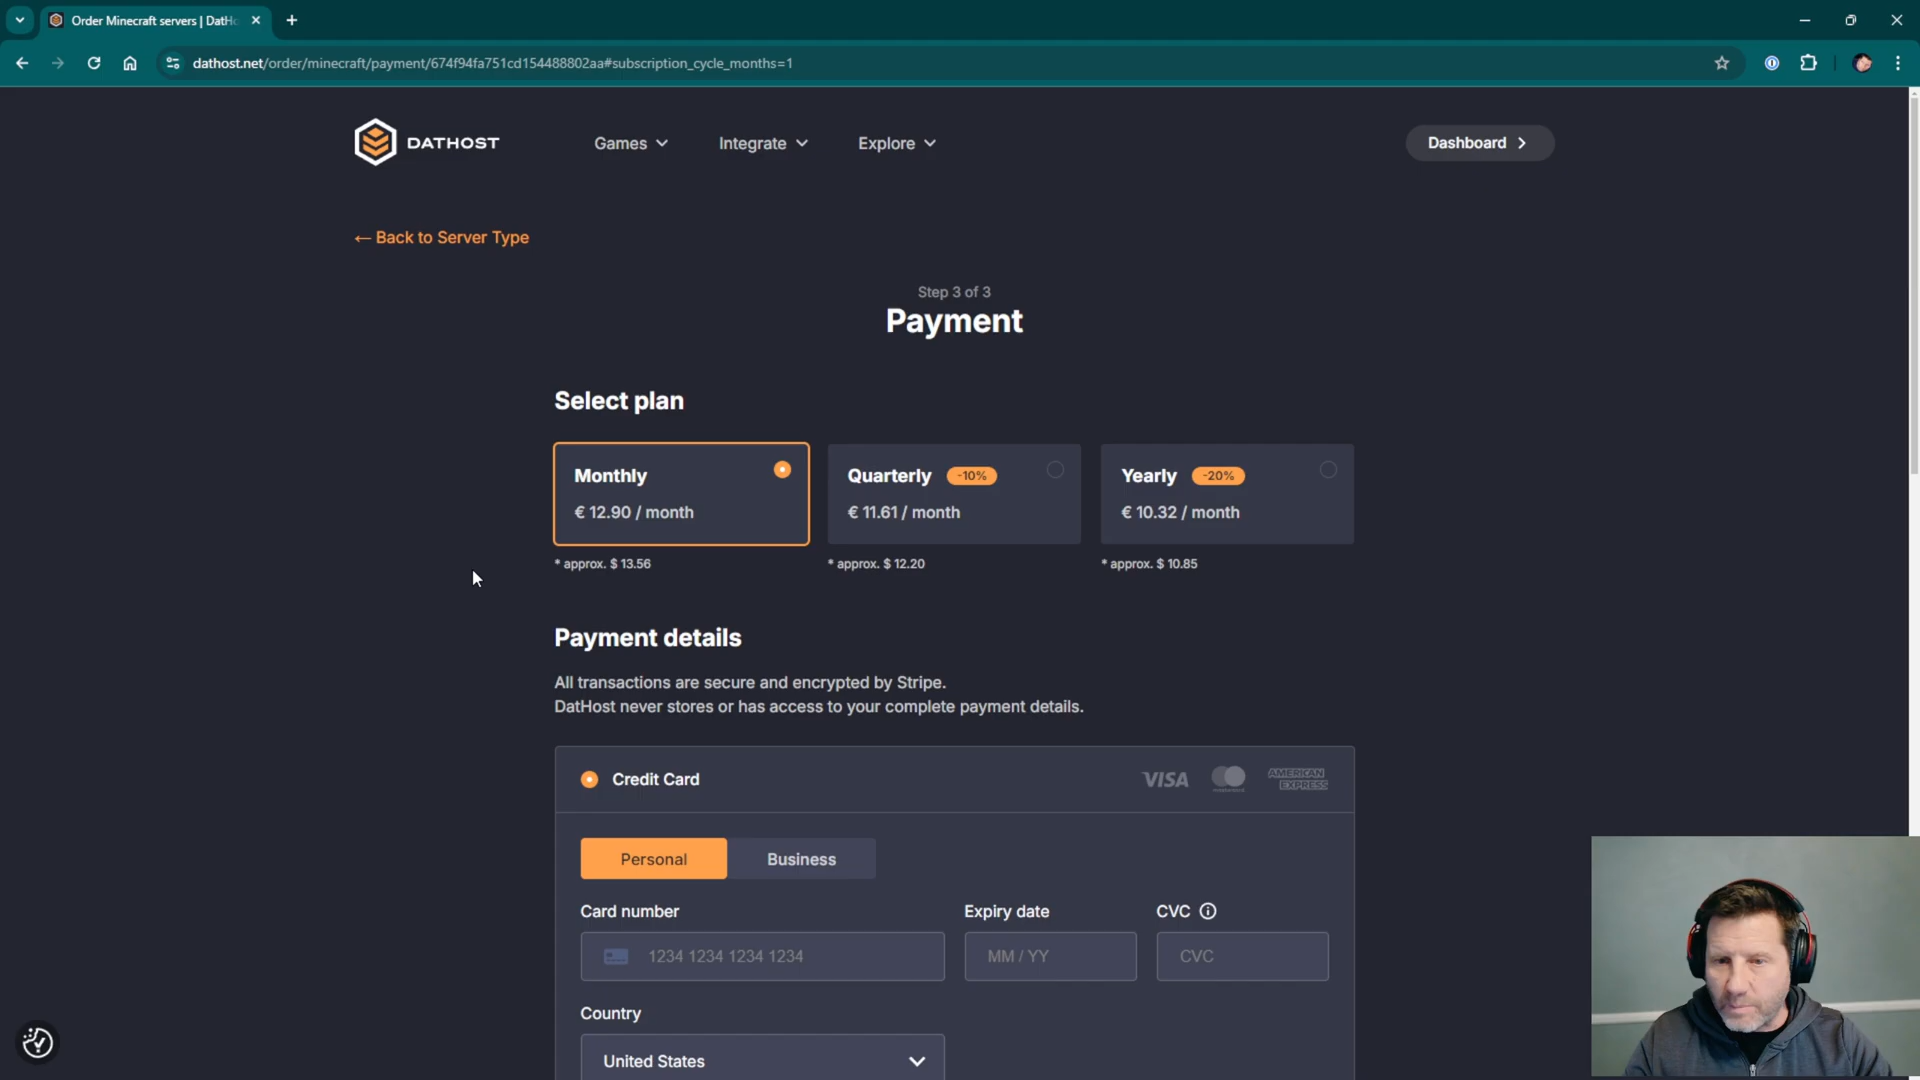 Order Minecraft servers | DatHo
dathost.net/order/minecraft/payment/674f94fa751cd154488802aa#subscription_cycle_months=1
DATHOST
Games
Integrate
Explore
Dashboard
← Back to Server Type
Step 3 of 3
Payment
Select plan
Monthly
€ 12.90 / month
* approx. $ 13.56
Quarterly -10%
€ 11.61 / month
* approx. $ 12.20
Yearly -20%
€ 10.32 / month
* approx. $ 10.85
Payment details
All transactions are secure and encrypted by Stripe.
DatHost never stores or has access to your complete payment details.
Credit Card
VISA
mastercard
AMERICAN
EXPRESS
Personal
Business
Card number
1234 1234 1234 1234
Expiry date
MM / YY
CVC
CVC
Country
United States